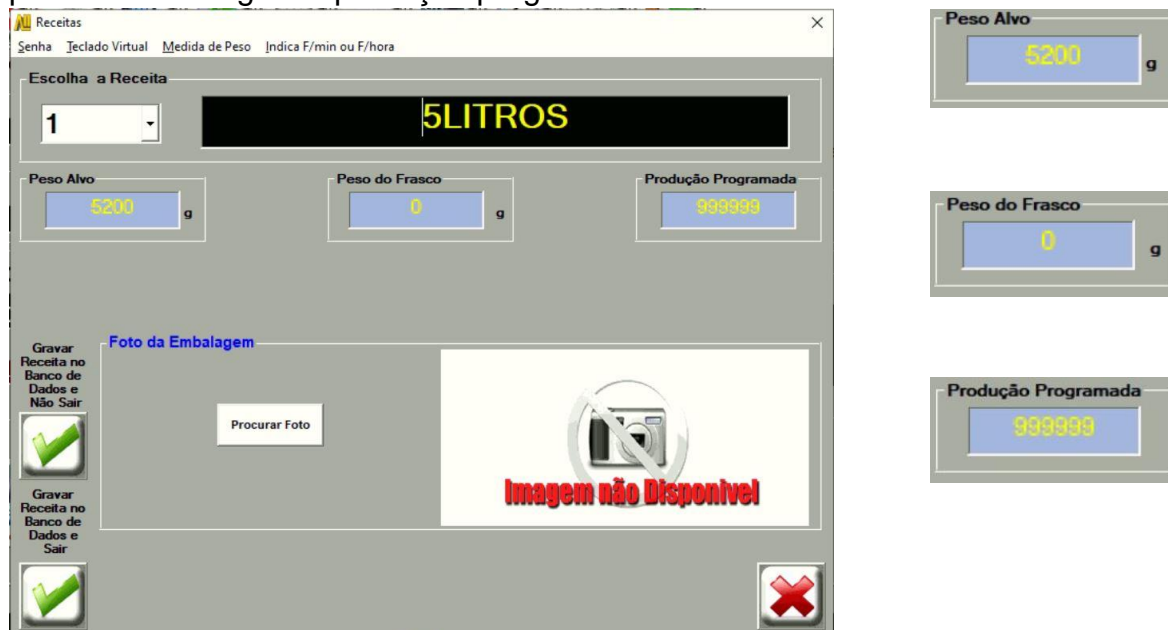 Receitas
Senha Teclado Virtual Medida de Peso Indica F/min ou F/hora
Escolha a Receita
1 5LITROS
Peso Alvo Peso do Frasco Produção Programada
5200 g 0 g 999999
Gravar
Receita no
Banco de
Dados e
Não Sair
Foto da Embalagem
Procurar Foto
Imagem não Disponivel
Gravar
Receita no
Banco de
Dados e
Sair
Peso Alvo
5200 g
Peso do Frasco
0 g
Produção Programada
999999